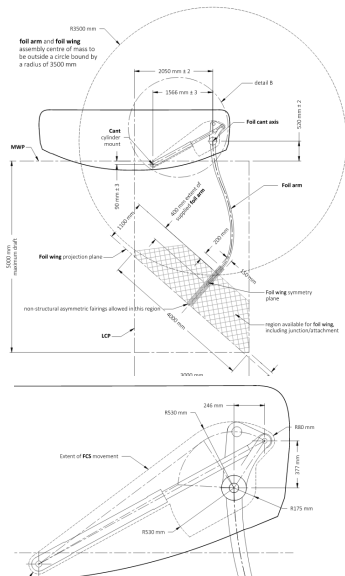 R3500 mm
foil arm and foil wing
assembly centre of mass to
be outside a circle bound by
a radius of 3500 mm
2050 mm ± 2
1566 mm ± 3
detail B
520 mm ± 2
Foil cant axis
Cant
cylinder
mount
MWP
90 mm ± 3
400 mm extent of
supplied foil arm
Foil arm
1100 mm
200 mm
5000 mm
maximum draft
Foil wing projection plane
150 mm
Foil wing symmetry
plane
non-structural asymmetric fairings allowed in this region
4000 mm
region available for foil wing,
including junction/attachment
LCP
3000 mm
246 mm
R530 mm
R80 mm
Extent of FCS movement
377 mm
R175 mm
R530 mm